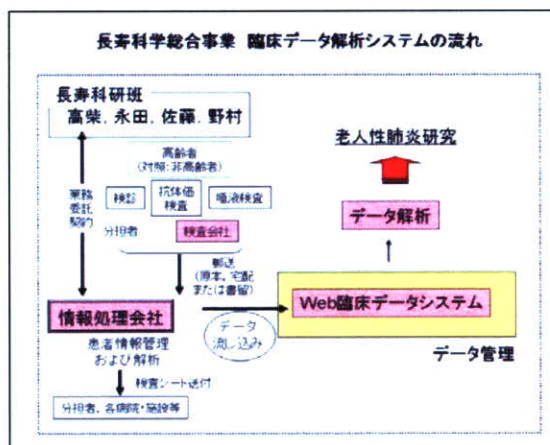 長寿科学総合事業 臨床データ解析システムの流れ
長寿科研班
高柴, 永田, 佐藤, 野村
業務
委託
契約
高齢者
(対照:非高齢者)
検診
抗体価
検査
唾液検査
分担者
検査会社
郵送
(原本, 宅配
または書留)
情報処理会社
患者情報管理
および解析
検査シート送付
分担者, 各病院・施設等
データ
流し込み
老人性肺炎研究
データ解析
Web臨床データシステム
データ管理